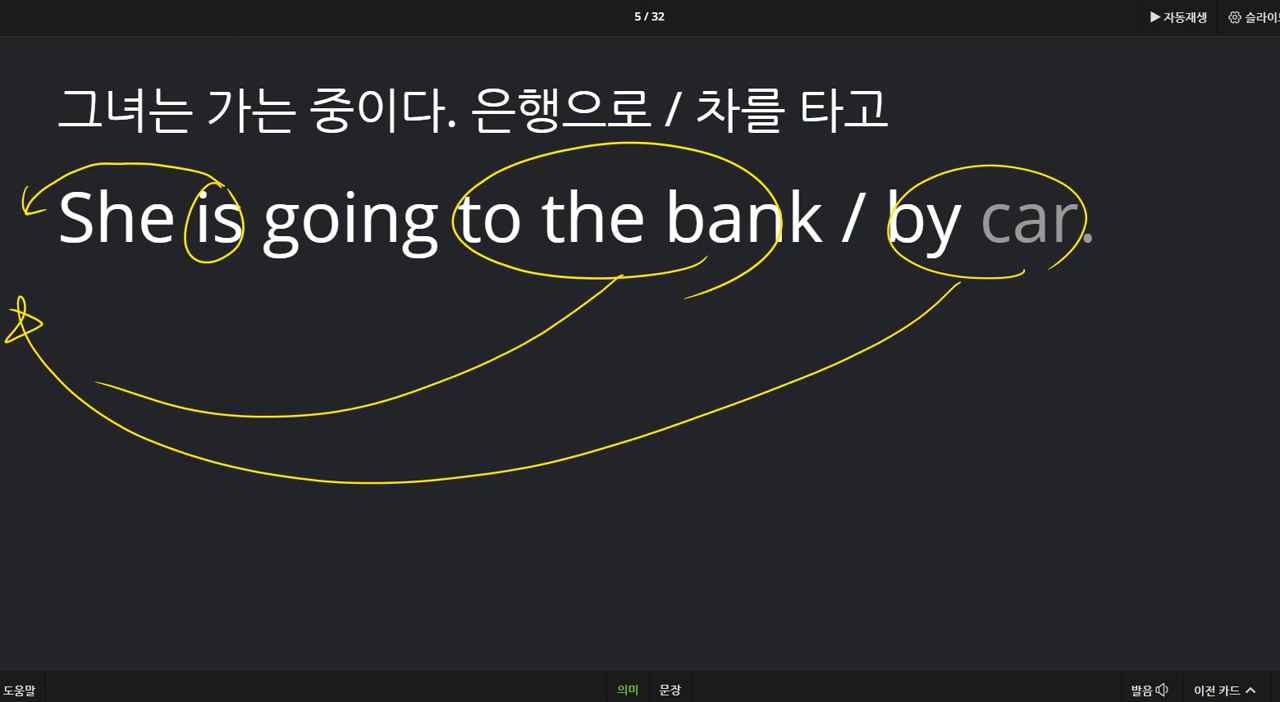 5 / 32
▶ 자동재생
그녀는 가는 중이다. 은행으로 / 차를 타고
She is going to the bank / by car.
도움말
의미 문장
발음
이전 카드